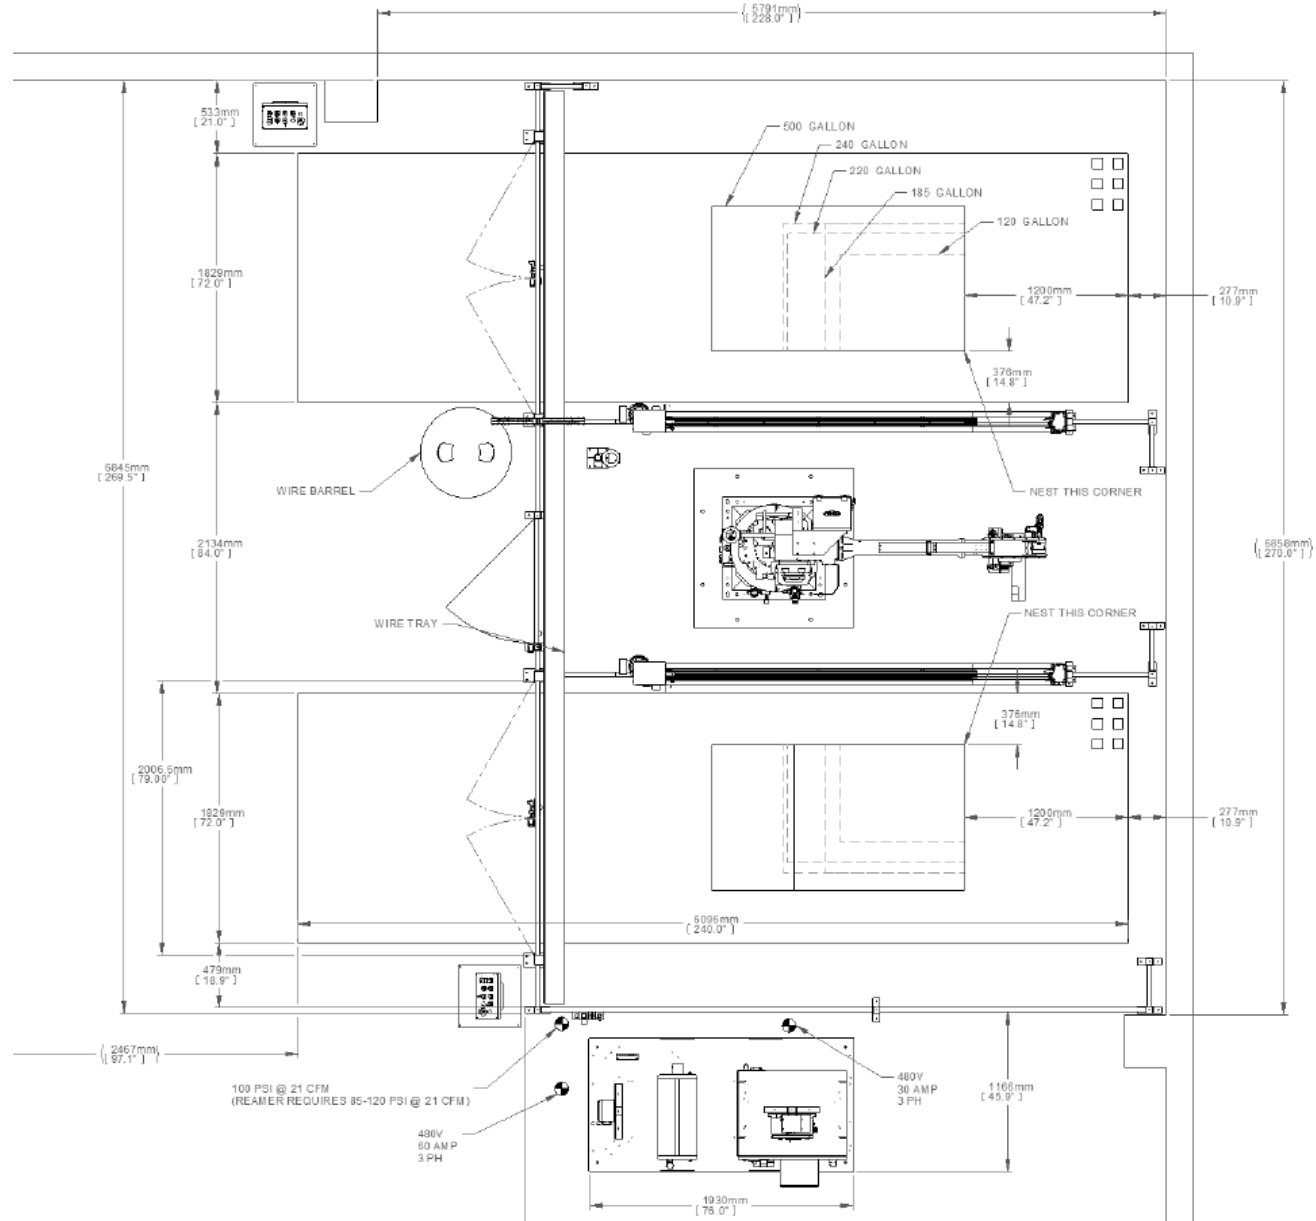 ( 5791mm )
[ 228.0" ]
533mm
[ 21.0" ]
500 GALLON
240 GALLON
220 GALLON
185 GALLON
120 GALLON
1829mm
[ 72.0" ]
1200mm
[ 47.2" ]
277mm
[ 10.9" ]
376mm
[ 14.8" ]
6845mm
[ 269.5" ]
WIRE BARREL
NEST THIS CORNER
2134mm
[ 84.0" ]
( 6858mm )
[ 270.0" ]
WIRE TRAY
NEST THIS CORNER
376mm
[ 14.8" ]
2006.6mm
[ 79.00" ]
1829mm
[ 72.0" ]
1200mm
[ 47.2" ]
277mm
[ 10.9" ]
6096mm
[ 240.0" ]
479mm
[ 18.9" ]
( 2467mm )
[ 97.1" ]
100 PSI @ 21 CFM
(REAMER REQUIRES 85-120 PSI @ 21 CFM)
480V
30 AMP
3 PH
1166mm
[ 45.9" ]
480V
60 AMP
3 PH
1930mm
[ 76.0" ]